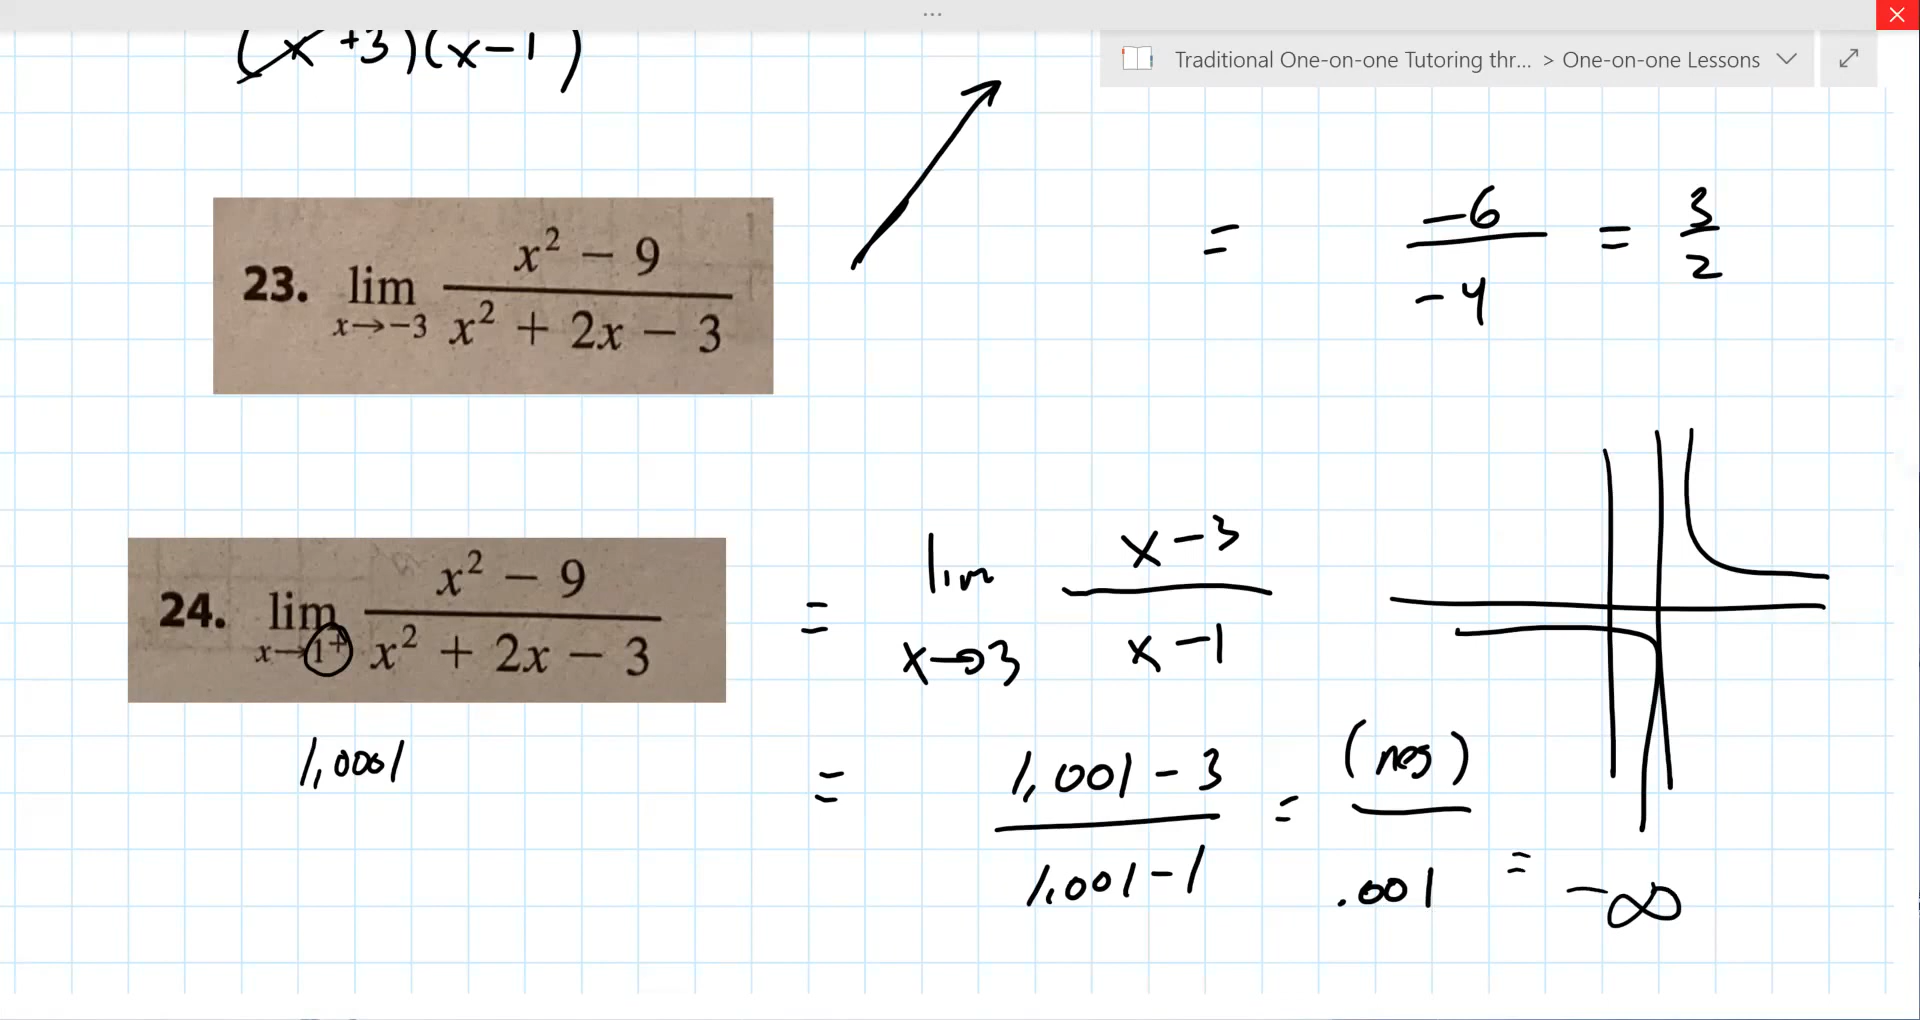 ...
(x+3)(x-1)
Traditional One-on-one Tutoring thr... > One-on-one Lessons
23. lim x→-3 (x² - 9)/(x² + 2x - 3)
= -6/-4 = 3/2
24. lim x→1⁺ (x² - 9)/(x² + 2x - 3)
= lim x→3 (x-3)/(x-1)
1,0001
= (1,001-3)/(1,001-1) = (neg)/.001 = -∞